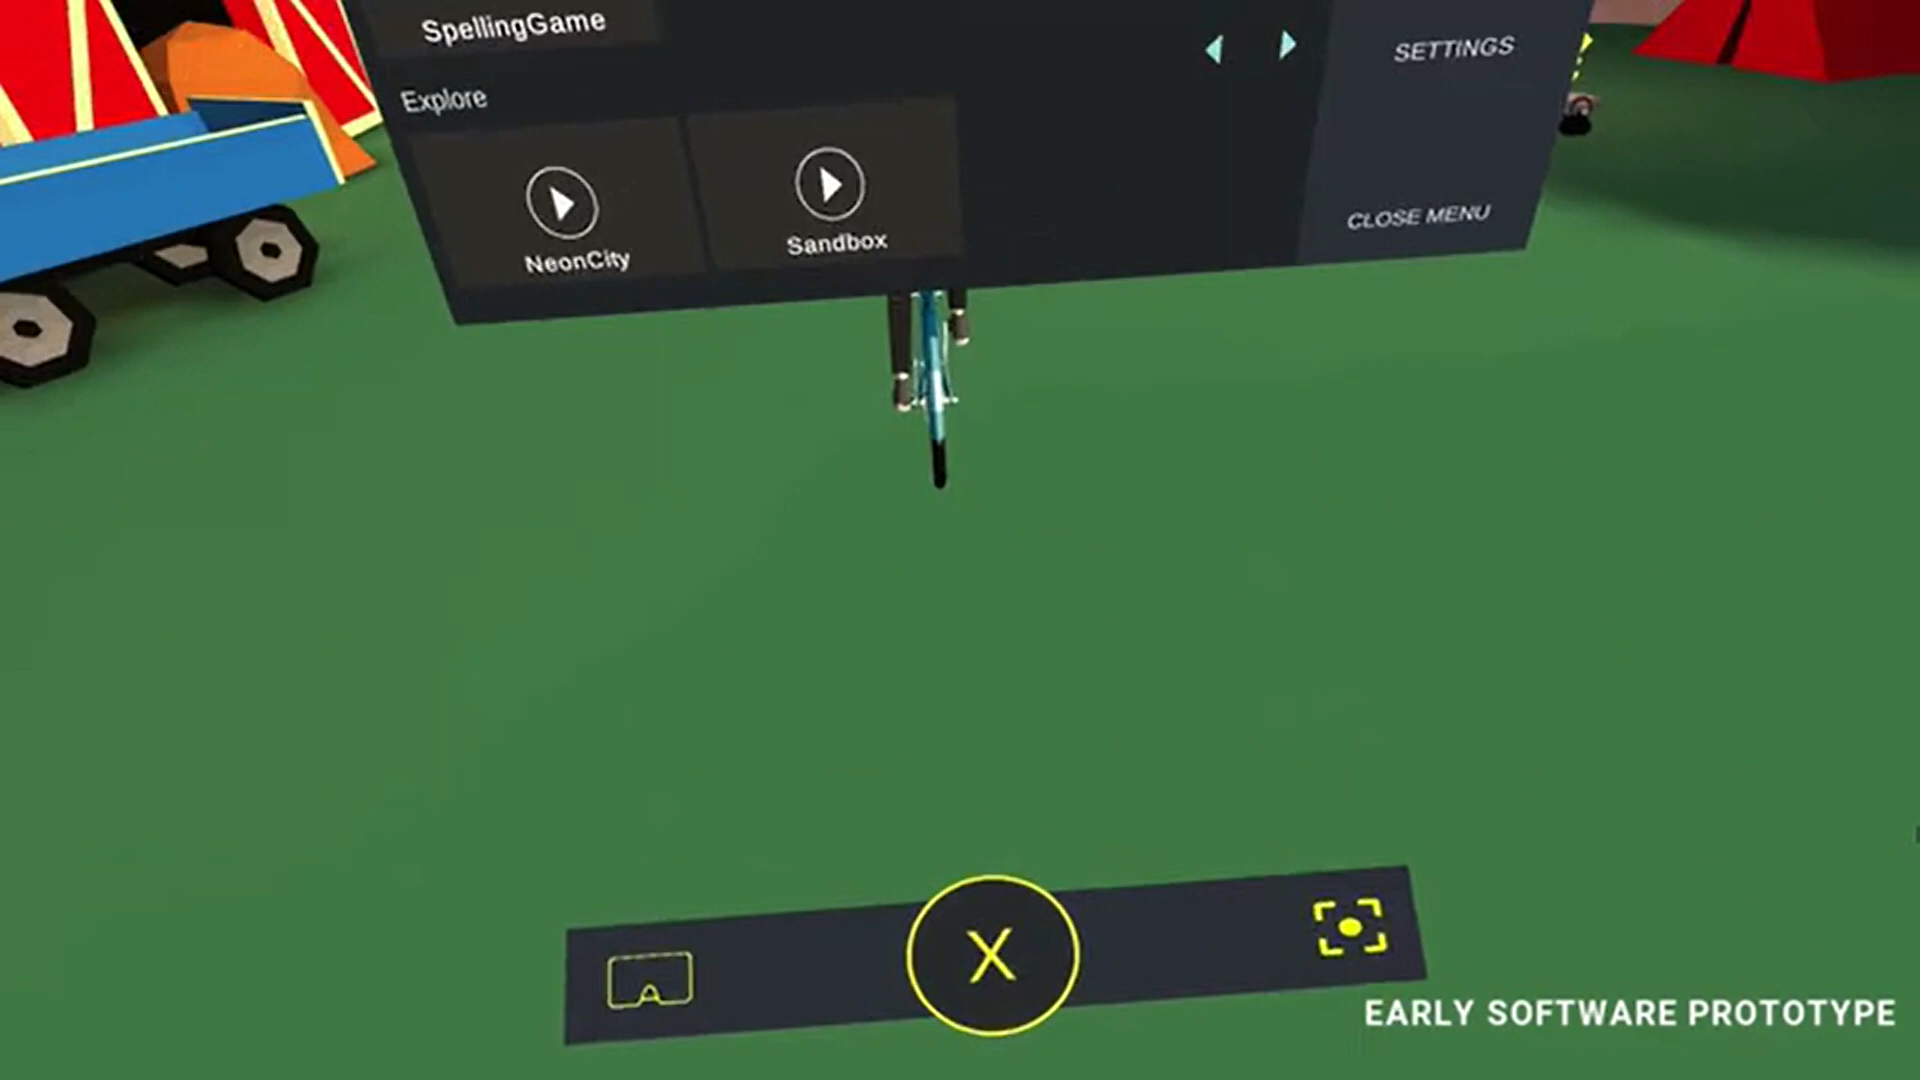 SpellingGame
SETTINGS
Explore
NeonCity
Sandbox
CLOSE MENU
X
EARLY SOFTWARE PROTOTYPE